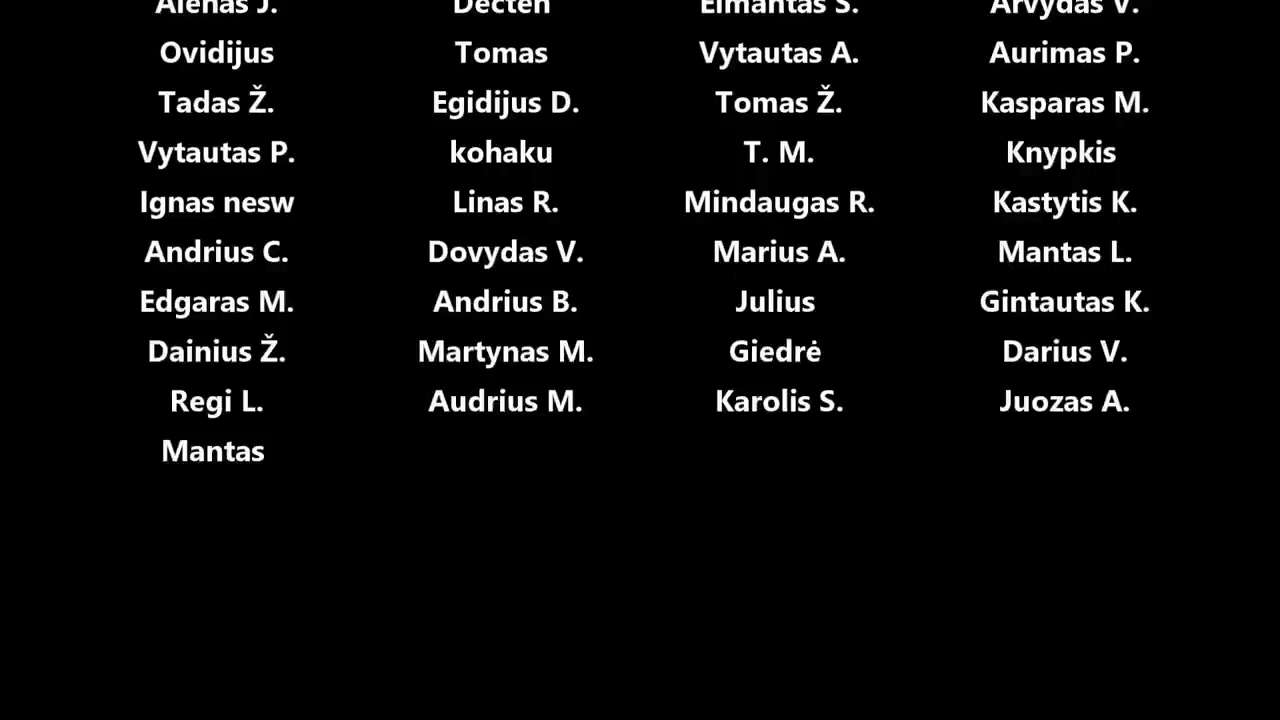 Ovidijus Tomas Vytautas A. Aurimas P.
Tadas Ž. Egidijus D. Tomas Ž. Kasparas M.
Vytautas P. kohaku T. M. Knypkis
Ignas nesw Linas R. Mindaugas R. Kastytis K.
Andrius C. Dovydas V. Marius A. Mantas L.
Edgaras M. Andrius B. Julius Gintautas K.
Dainius Ž. Martynas M. Giedrė Darius V.
Regi L. Audrius M. Karolis S. Juozas A.
Mantas